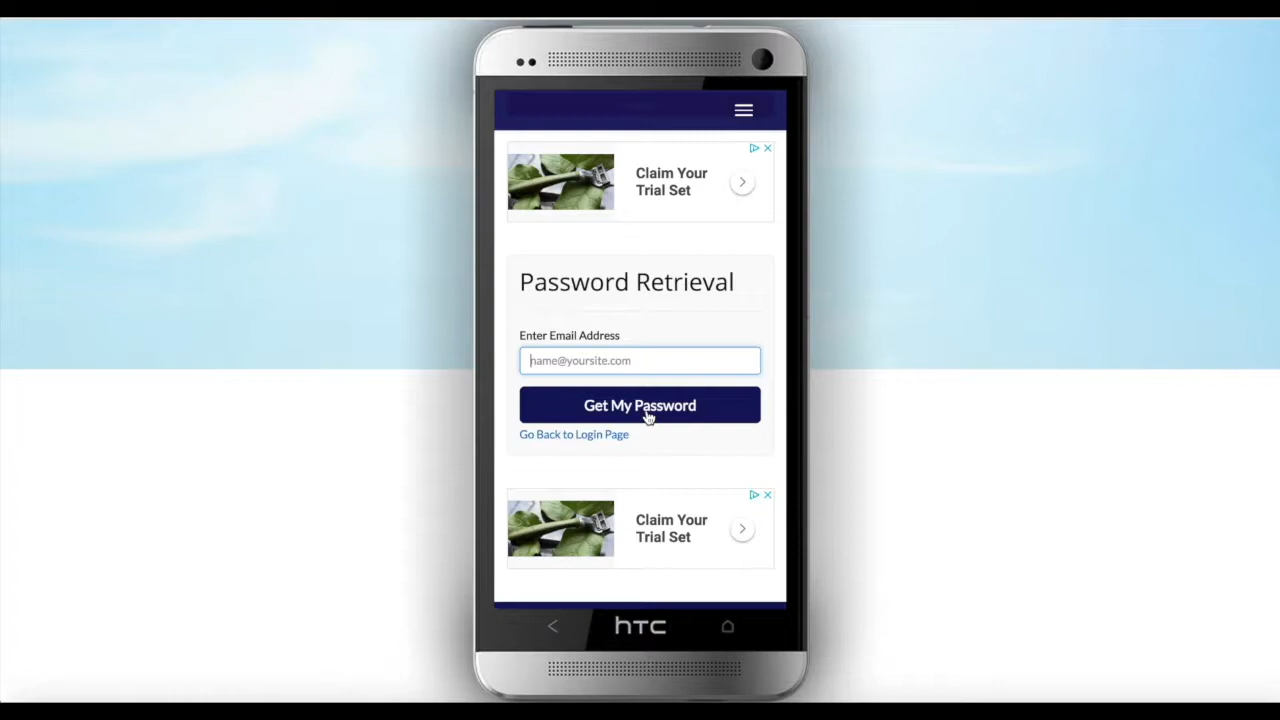 Claim Your
Trial Set
Password Retrieval
Enter Email Address
name@yoursite.com
Get My Password
Go Back to Login Page
Claim Your
Trial Set
hTC